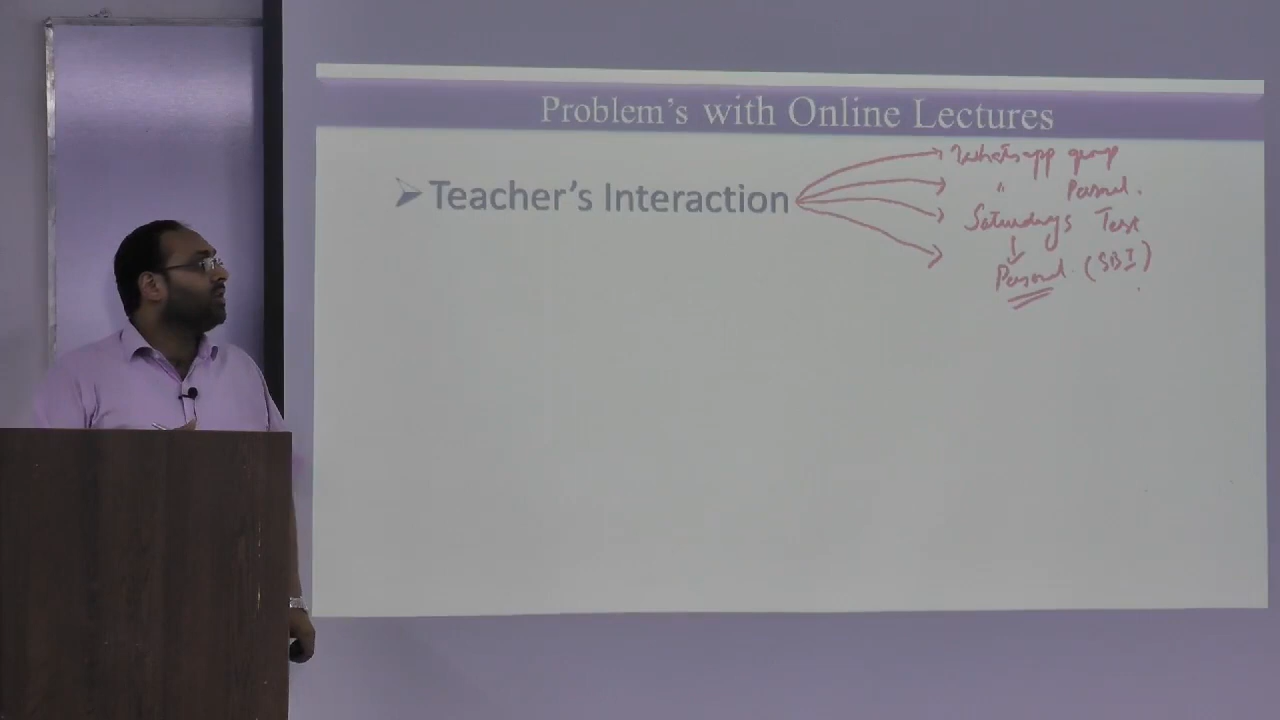 Problem's with Online Lectures
➢ Teacher's Interaction
Whatsapp group
" Personal.
Saturdays Test
Personal (SBI)